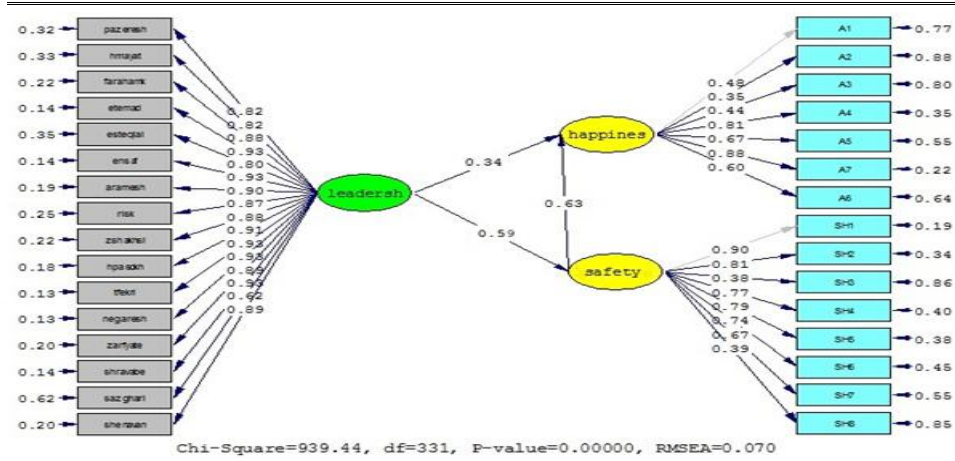 0.32 pazeresh
0.33 hmayat
0.22 farahamk
0.14 etemad
0.35 esteqlal
0.14 ensaf
0.19 aramesh
0.25 risk
0.22 zshakhsi
0.18 hpasokh
0.13 tfekri
0.13 negaresh
0.20 zarfyate
0.14 shravabe
0.62 sazghari
0.20 shenavan
0.82
0.82
0.88
0.93
0.80
0.93
0.90
0.87
0.88
0.91
0.93
0.93
0.89
0.93
0.62
0.89
leadersh
0.34
0.59
0.63
happines
safety
0.48
0.35
0.44
0.81
0.67
0.88
0.60
0.90
0.81
0.38
0.77
0.79
0.74
0.67
0.39
A1 0.77
A2 0.88
A3 0.80
A4 0.35
A5 0.55
A7 0.22
A6 0.64
SH1 0.19
SH2 0.34
SH3 0.86
SH4 0.40
SH5 0.38
SH6 0.45
SH7 0.55
SH8 0.85
Chi-Square=939.44, df=331, P-value=0.00000, RMSEA=0.070